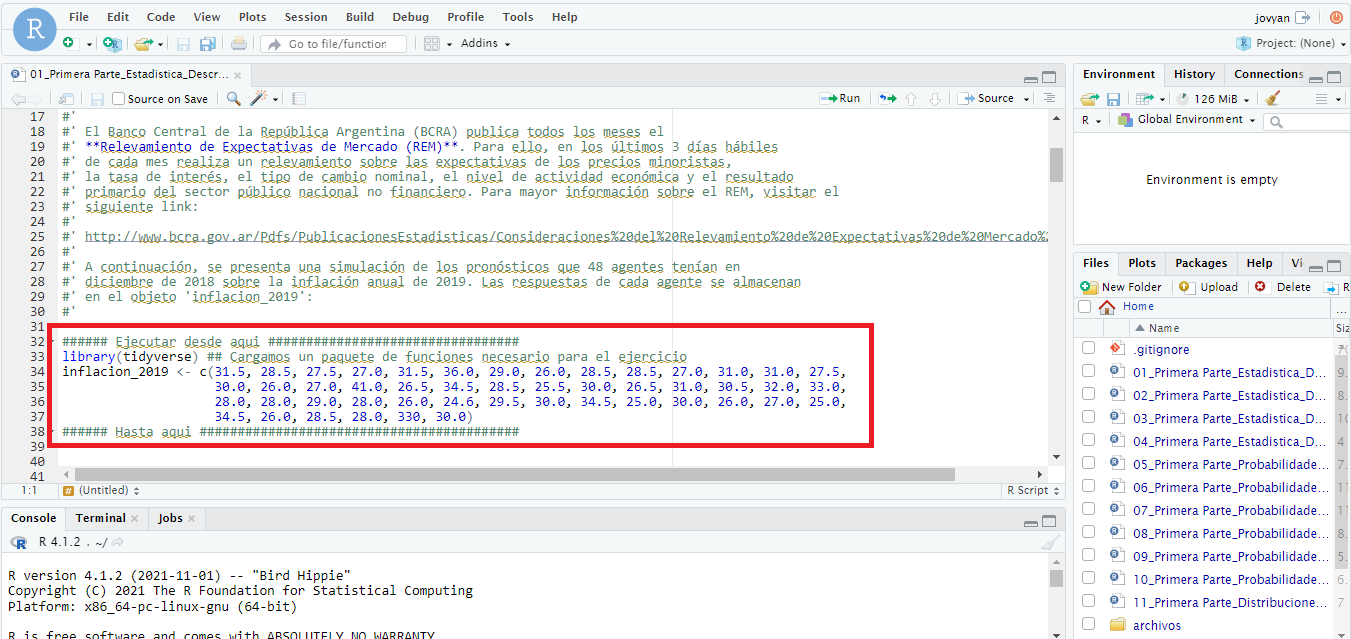 File Edit Code View Plots Session Build Debug Profile Tools Help
jovyan
R
Go to file/function
Addins
Project: (None)
01_Primera Parte_Estadistica_Descr...
Source on Save
Run
Source
17 #'
18 #' El Banco Central de la República Argentina (BCRA) publica todos los meses el
19 #' **Relevamiento de Expectativas de Mercado (REM)**. Para ello, en los últimos 3 días hábiles
20 #' de cada mes realiza un relevamiento sobre las expectativas de los precios minoristas,
21 #' la tasa de interés, el tipo de cambio nominal, el nivel de actividad económica y el resultado
22 #' primario del sector público nacional no financiero. Para mayor información sobre el REM, visitar el
23 #' siguiente link:
24 #'
25 #' http://www.bcra.gov.ar/Pdfs/PublicacionesEstadisticas/Consideraciones%20del%20Relevamiento%20de%20Expectativas%20de%20Mercado%2
26 #'
27 #' A continuación, se presenta una simulación de los pronósticos que 48 agentes tenían en
28 #' diciembre de 2018 sobre la inflación anual de 2019. Las respuestas de cada agente se almacenan
29 #' en el objeto 'inflacion_2019':
30 #'
31
32 ###### Ejecutar desde aqui #################################
33 library(tidyverse) ## Cargamos un paquete de funciones necesario para el ejercicio
34 inflacion_2019 <- c(31.5, 28.5, 27.5, 27.0, 31.5, 36.0, 29.0, 26.0, 28.5, 28.5, 27.0, 31.0, 31.0, 27.5,
35 30.0, 26.0, 27.0, 41.0, 26.5, 34.5, 28.5, 25.5, 30.0, 26.5, 31.0, 30.5, 32.0, 33.0,
36 28.0, 28.0, 29.0, 28.0, 26.0, 24.6, 29.5, 30.0, 34.5, 25.0, 30.0, 26.0, 27.0, 25.0,
37 34.5, 26.0, 28.5, 28.0, 330, 30.0)
38 ###### Hasta aqui ##########################################
39
40
41
1:1 (Untitled) R Script
Console Terminal Jobs
R 4.1.2 . ~/
R version 4.1.2 (2021-11-01) -- "Bird Hippie"
Copyright (C) 2021 The R Foundation for Statistical Computing
Platform: x86_64-pc-linux-gnu (64-bit)
R is free software and comes with ABSOLUTELY NO WARRANTY.
Environment History Connections
126 MiB
R Global Environment
Environment is empty
Files Plots Packages Help Vi
New Folder Upload Delete R
Home ...
Name Siz
.gitignore
01_Primera Parte_Estadistica_D... 9.
02_Primera Parte_Estadistica_D... 8.
03_Primera Parte_Estadistica_D... 10
04_Primera Parte_Estadistica_D... 4
05_Primera Parte_Probabilidade... 7.
06_Primera Parte_Probabilidade... 11
07_Primera Parte_Probabilidade... 11
08_Primera Parte_Probabilidade... 8.
09_Primera Parte_Probabilidade... 5.
10_Primera Parte_Probabilidade... 6.
11_Primera Parte_Distribucione... 7
archivos